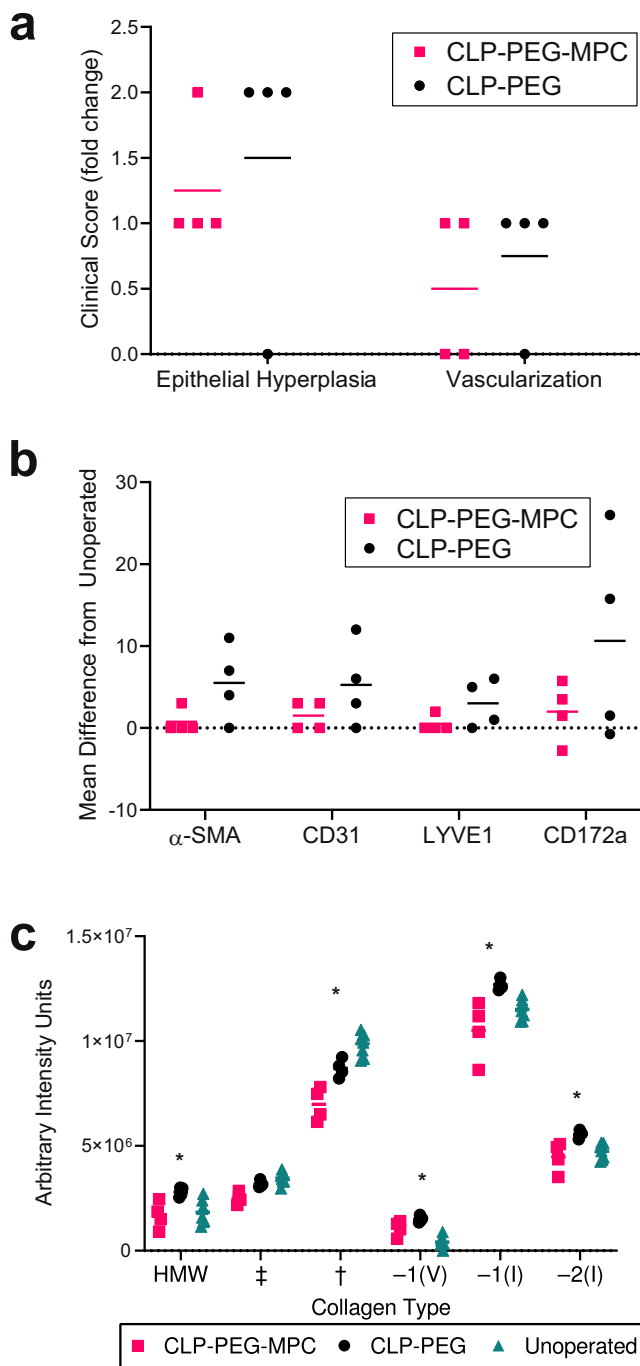 a
2.5
2.0
1.5
1.0
0.5
0.0
Clinical Score (fold change)
CLP-PEG-MPC
CLP-PEG
Epithelial Hyperplasia
Vascularization
b
30
20
10
0
-10
Mean Difference from Unoperated
CLP-PEG-MPC
CLP-PEG
α-SMA
CD31
LYVE1
CD172a
c
1.5×10⁷
1×10⁷
5×10⁶
0
Arbitrary Intensity Units
*
*
*
*
*
HMW
‡
†
–1(V)
–1(I)
–2(I)
Collagen Type
CLP-PEG-MPC
CLP-PEG
Unoperated